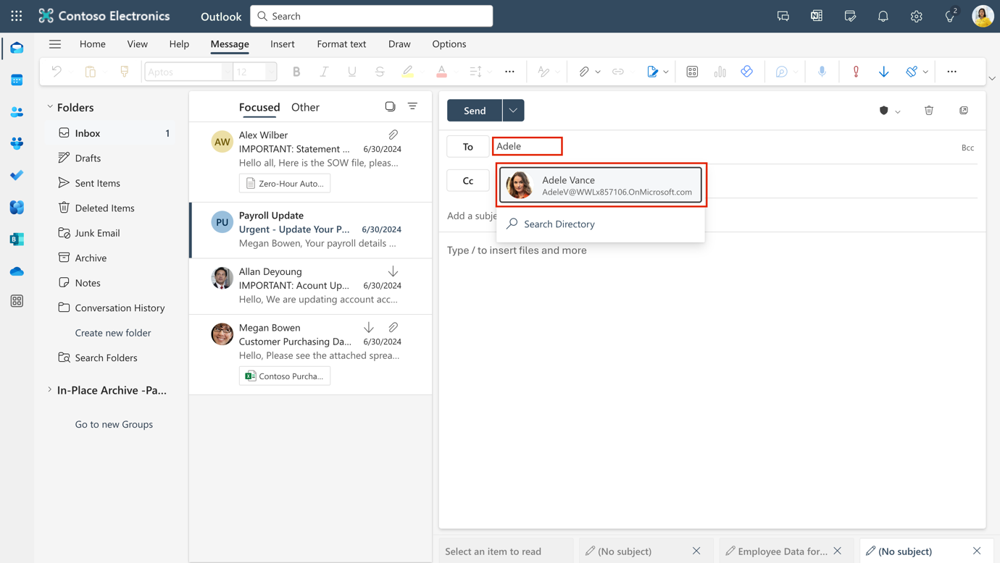 Contoso Electronics
Outlook
Search
2
Home
View
Help
Message
Insert
Format text
Draw
Options
Aptos
12
B
I
U
S
A
Folders
Inbox
1
Drafts
Sent Items
Deleted Items
Junk Email
Archive
Notes
Conversation History
Create new folder
Search Folders
In-Place Archive -Pa...
Go to new Groups
Focused
Other
AW
Alex Wilber
IMPORTANT: Statement ...
6/30/2024
Hello all, Here is the SOW file, pleas...
Zero-Hour Auto...
PU
Payroll Update
Urgent - Update Your P...
6/30/2024
Megan Bowen, Your payroll details ...
Allan Deyoung
IMPORTANT: Acount Up...
6/30/2024
Hello, We are updating account acc...
Megan Bowen
Customer Purchasing Da...
6/30/2024
Hello, Please see the attached sprea...
Contoso Purcha...
Send
To
Adele
Bcc
Cc
Adele Vance
AdeleV@WWLx857106.OnMicrosoft.com
Add a subje
Search Directory
Type / to insert files and more
Select an item to read
(No subject)
Employee Data for...
(No subject)